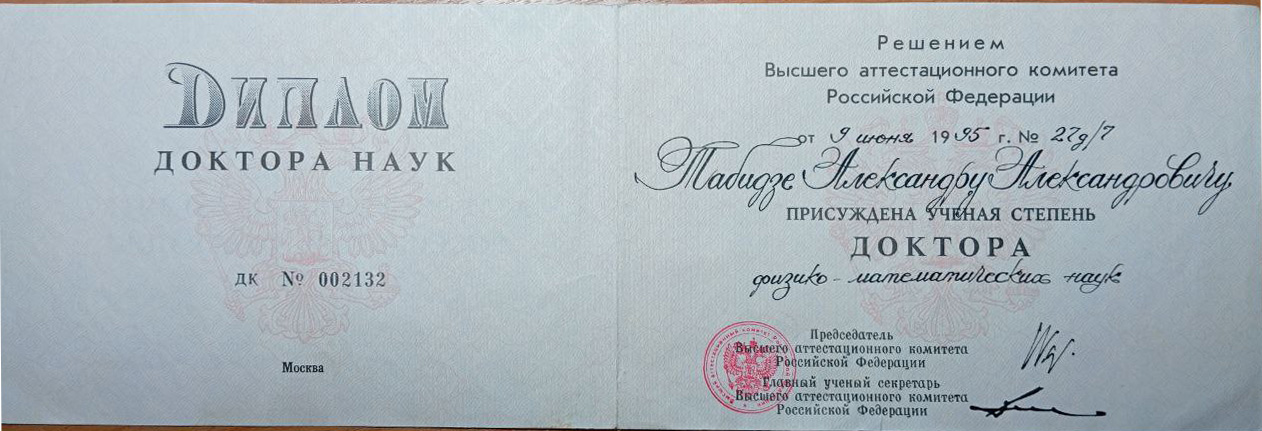 ДИПЛОМ
ДОКТОРА НАУК
ДК № 002132
Москва
Решением
Высшего аттестационного комитета
Российской Федерации
от 9 июня 1995 г. № 27д/7
Табидзе Александру Александровичу
ПРИСУЖДЕНА УЧЕНАЯ СТЕПЕНЬ
ДОКТОРА
физико-математических наук
Председатель
Высшего аттестационного комитета
Российской Федерации
Главный ученый секретарь
Высшего аттестационного комитета
Российской Федерации